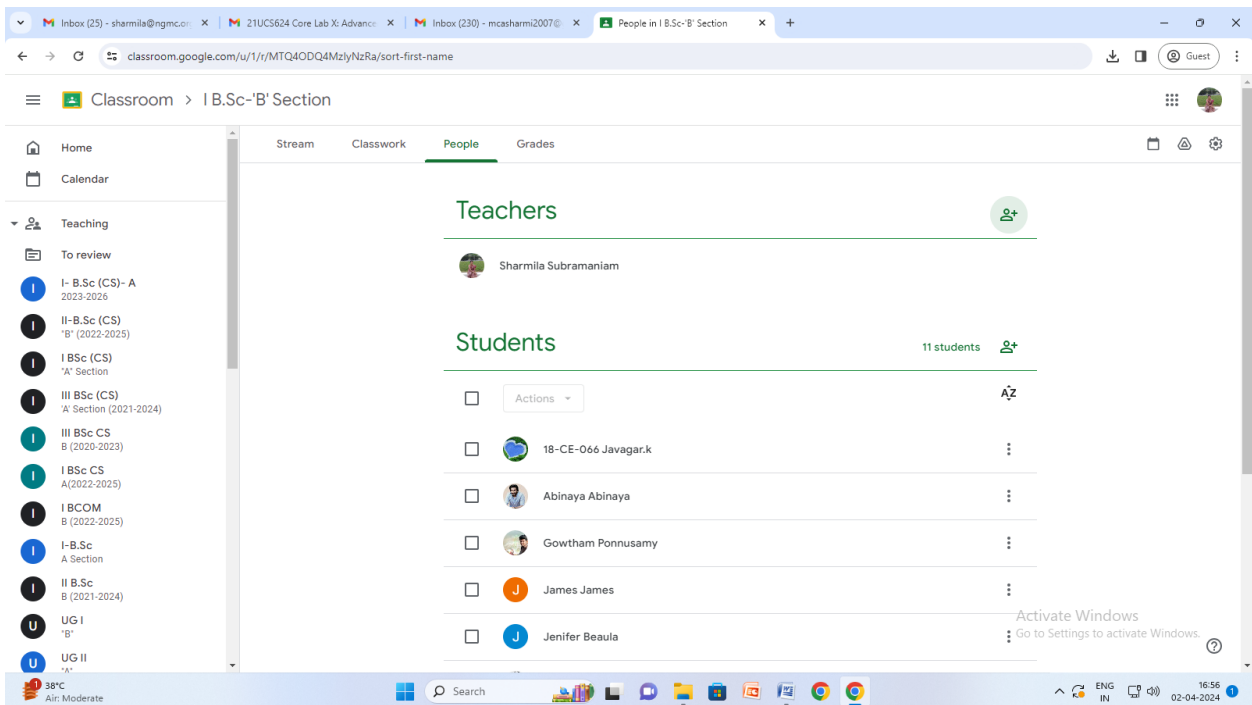 Inbox (25) - sharmila@ngmc.or
21UCS624 Core Lab X: Advance
Inbox (230) - mcasharmi2007@
People in I B.Sc-'B' Section
classroom.google.com/u/1/r/MTQ4ODQ4MzIyNzRa/sort-first-name
Guest
Classroom > I B.Sc-'B' Section
Home
Calendar
Teaching
To review
I
I- B.Sc (CS)- A
2023-2026
I
II-B.Sc (CS)
"B" (2022-2025)
I
I BSc (CS)
"A" Section
I
III BSc (CS)
'A' Section (2021-2024)
I
III BSc CS
B (2020-2023)
I
I BSc CS
A(2022-2025)
I
I BCOM
B (2022-2025)
I
I-B.Sc
A Section
I
II B.Sc
B (2021-2024)
U
UG I
"B"
U
UG II
"A"
Stream Classwork People Grades
Teachers
Sharmila Subramaniam
Students
11 students
Actions
AZ
18-CE-066 Javagar.k
Abinaya Abinaya
Gowtham Ponnusamy
J James James
J Jenifer Beaula
Activate Windows
Go to Settings to activate Windows.
1
38°C
Air: Moderate
Search
ENG
IN
16:56
02-04-2024
1